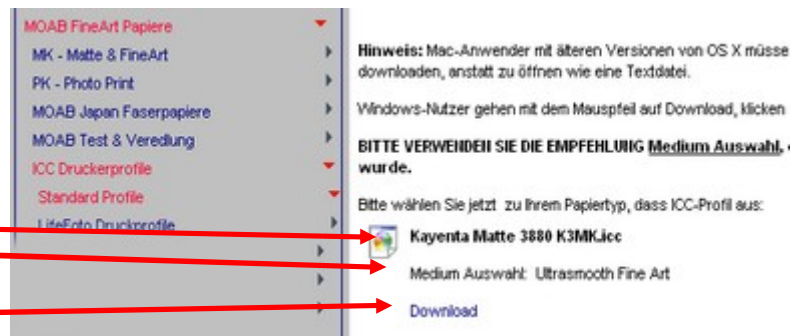 MOAB FineArt Papiere
MK - Matte & FineArt
PK - Photo Print
MOAB Japan Faserpapiere
MOAB Test & Veredlung
ICC Druckerprofile
Standard Profile
LifeFoto Druckprofile
Hinweis: Mac-Anwender mit älteren Versionen von OS X müsse
downloaden, anstatt zu öffnen wie eine Textdatei.
Windows-Nutzer gehen mit dem Mauspfeil auf Download, klicken
BITTE VERWENDEN SIE DIE EMPFEHLUNG Medium Auswahl,
wurde.
Bitte wählen Sie jetzt zu Ihrem Papiertyp, dass ICC-Profil aus:
Kayenta Matte 3880 K3MK.icc
Medium Auswahl: Ultrasmooth Fine Art
Download